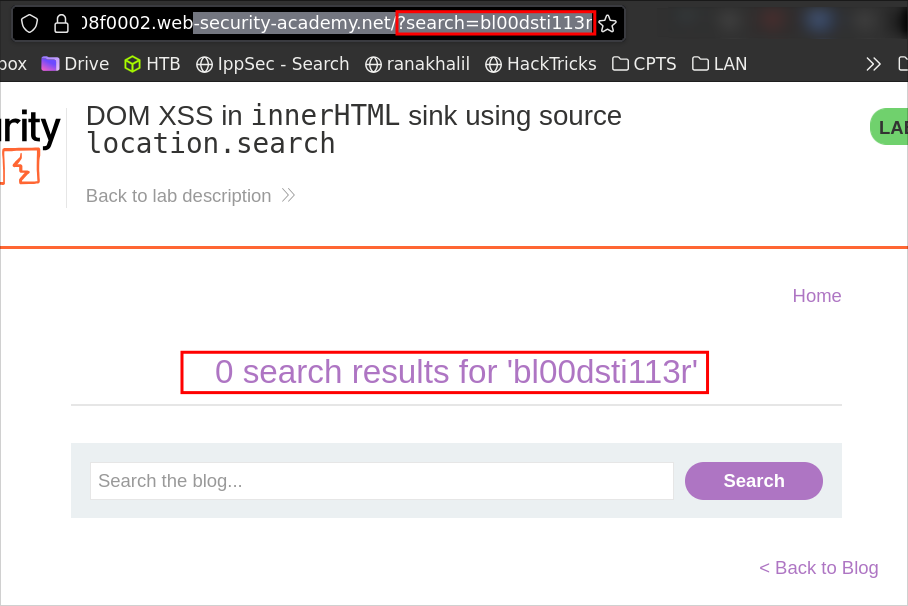 08f0002.web-security-academy.net/?search=bl00dsti113r
box Drive HTB IppSec - Search ranakhalil HackTricks CPTS LAN
rity
DOM XSS in innerHTML sink using source
location.search
LAB
Back to lab description
Home
0 search results for 'bl00dsti113r'
Search the blog...
Search
< Back to Blog